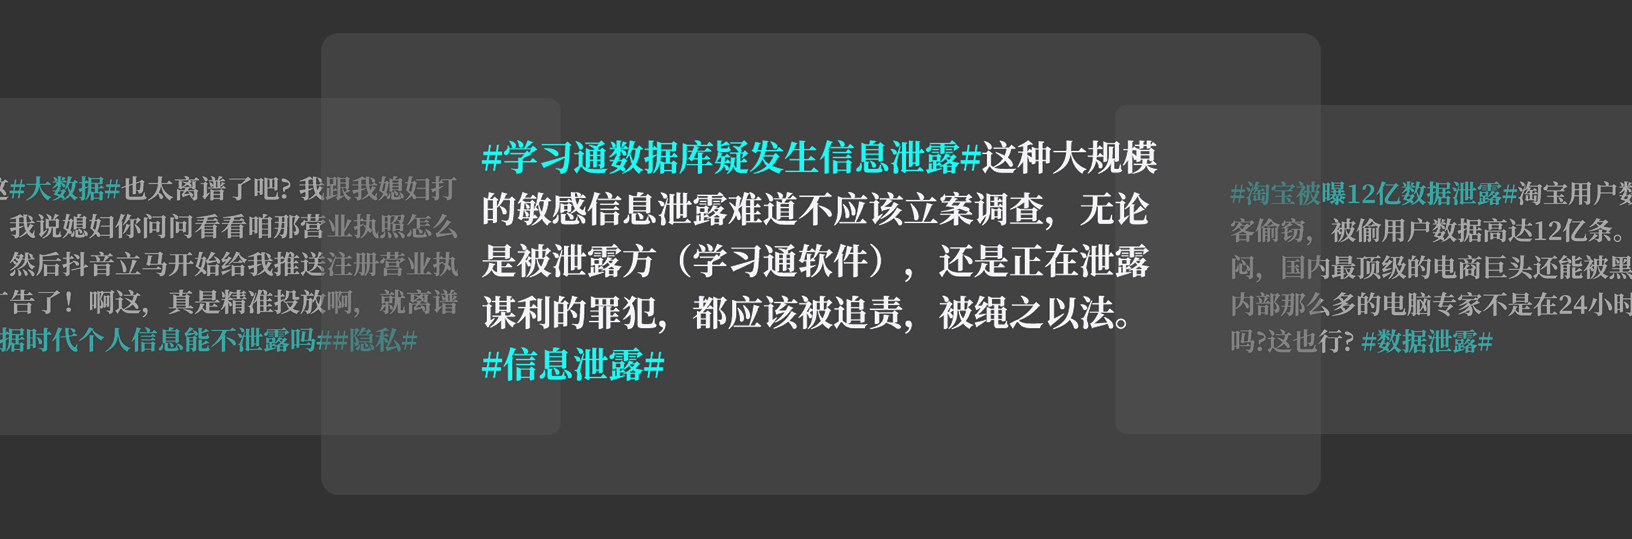 #大数据#也太离谱了吧? 我跟我媳妇打
我说媳妇你问问看看咱那营业执照怎么
然后抖音立马开始给我推送注册营业执
广告了！啊这，真是精准投放啊，就离谱
据时代个人信息能不泄露吗##隐私#
#学习通数据库疑发生信息泄露#这种大规模
的敏感信息泄露难道不应该立案调查，无论
是被泄露方（学习通软件），还是正在泄露
谋利的罪犯，都应该被追责，被绳之以法。
#信息泄露#
#淘宝被曝12亿数据泄露#淘宝用户数
客偷窃，被偷用户数据高达12亿条。
闷，国内最顶级的电商巨头还能被黑
内部那么多的电脑专家不是在24小时
吗?这也行? #数据泄露#